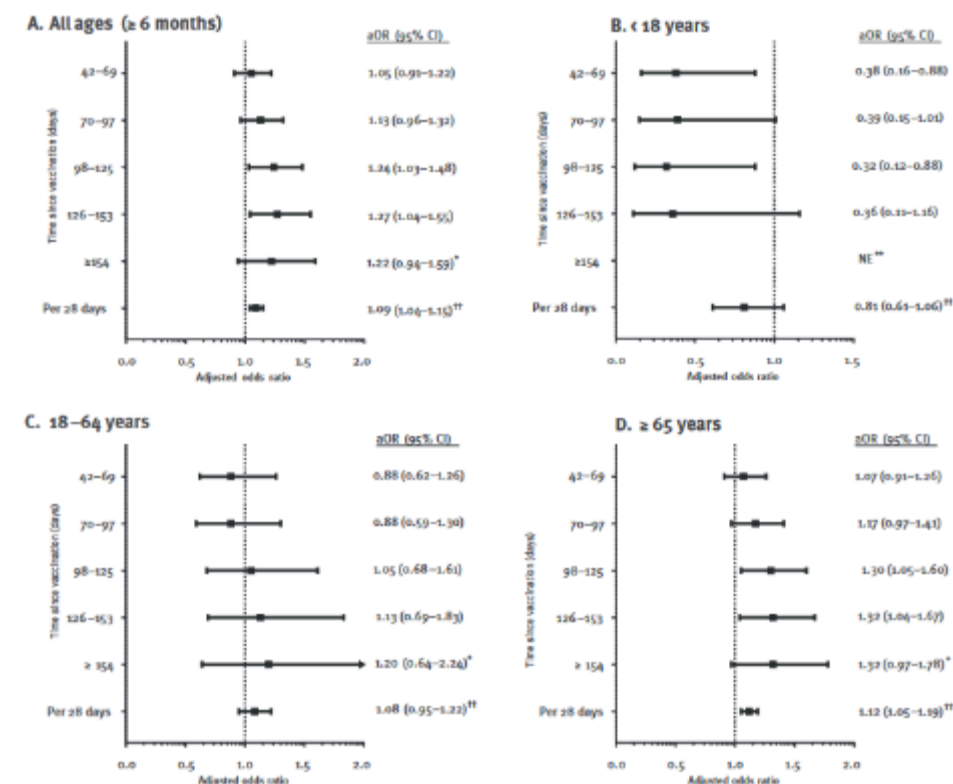 A. All ages (≥ 6 months)
aOR (95% CI)
Time since vaccination (days)
42–69
1.05 (0.91–1.22)
70–97
1.13 (0.96–1.32)
98–125
1.24 (1.03–1.48)
126–153
1.27 (1.04–1.55)
≥154
1.22 (0.94–1.59)*
Per 28 days
1.09 (1.04–1.15)††
0.0 0.5 1.0 1.5 2.0
Adjusted odds ratio
B. < 18 years
aOR (95% CI)
Time since vaccination (days)
42–69
0.38 (0.16–0.88)
70–97
0.39 (0.15–1.01)
98–125
0.32 (0.12–0.88)
126–153
0.36 (0.11–1.16)
≥154
NE**
Per 28 days
0.81 (0.61–1.06)††
0.0 0.5 1.0 1.5
Adjusted odds ratio
C. 18–64 years
aOR (95% CI)
Time since vaccination (days)
42–69
0.88 (0.62–1.26)
70–97
0.88 (0.59–1.30)
98–125
1.05 (0.68–1.61)
126–153
1.13 (0.69–1.83)
≥ 154
1.20 (0.64–2.24)*
Per 28 days
1.08 (0.95–1.22)††
0.0 0.5 1.0 1.5 2.0
Adjusted odds ratio
D. ≥ 65 years
aOR (95% CI)
Time since vaccination (days)
42–69
1.07 (0.91–1.26)
70–97
1.17 (0.97–1.41)
98–125
1.30 (1.05–1.60)
126–153
1.32 (1.04–1.67)
≥ 154
1.32 (0.97–1.78)*
Per 28 days
1.12 (1.05–1.19)††
0.0 0.5 1.0 1.5 2.0
Adjusted odds ratio